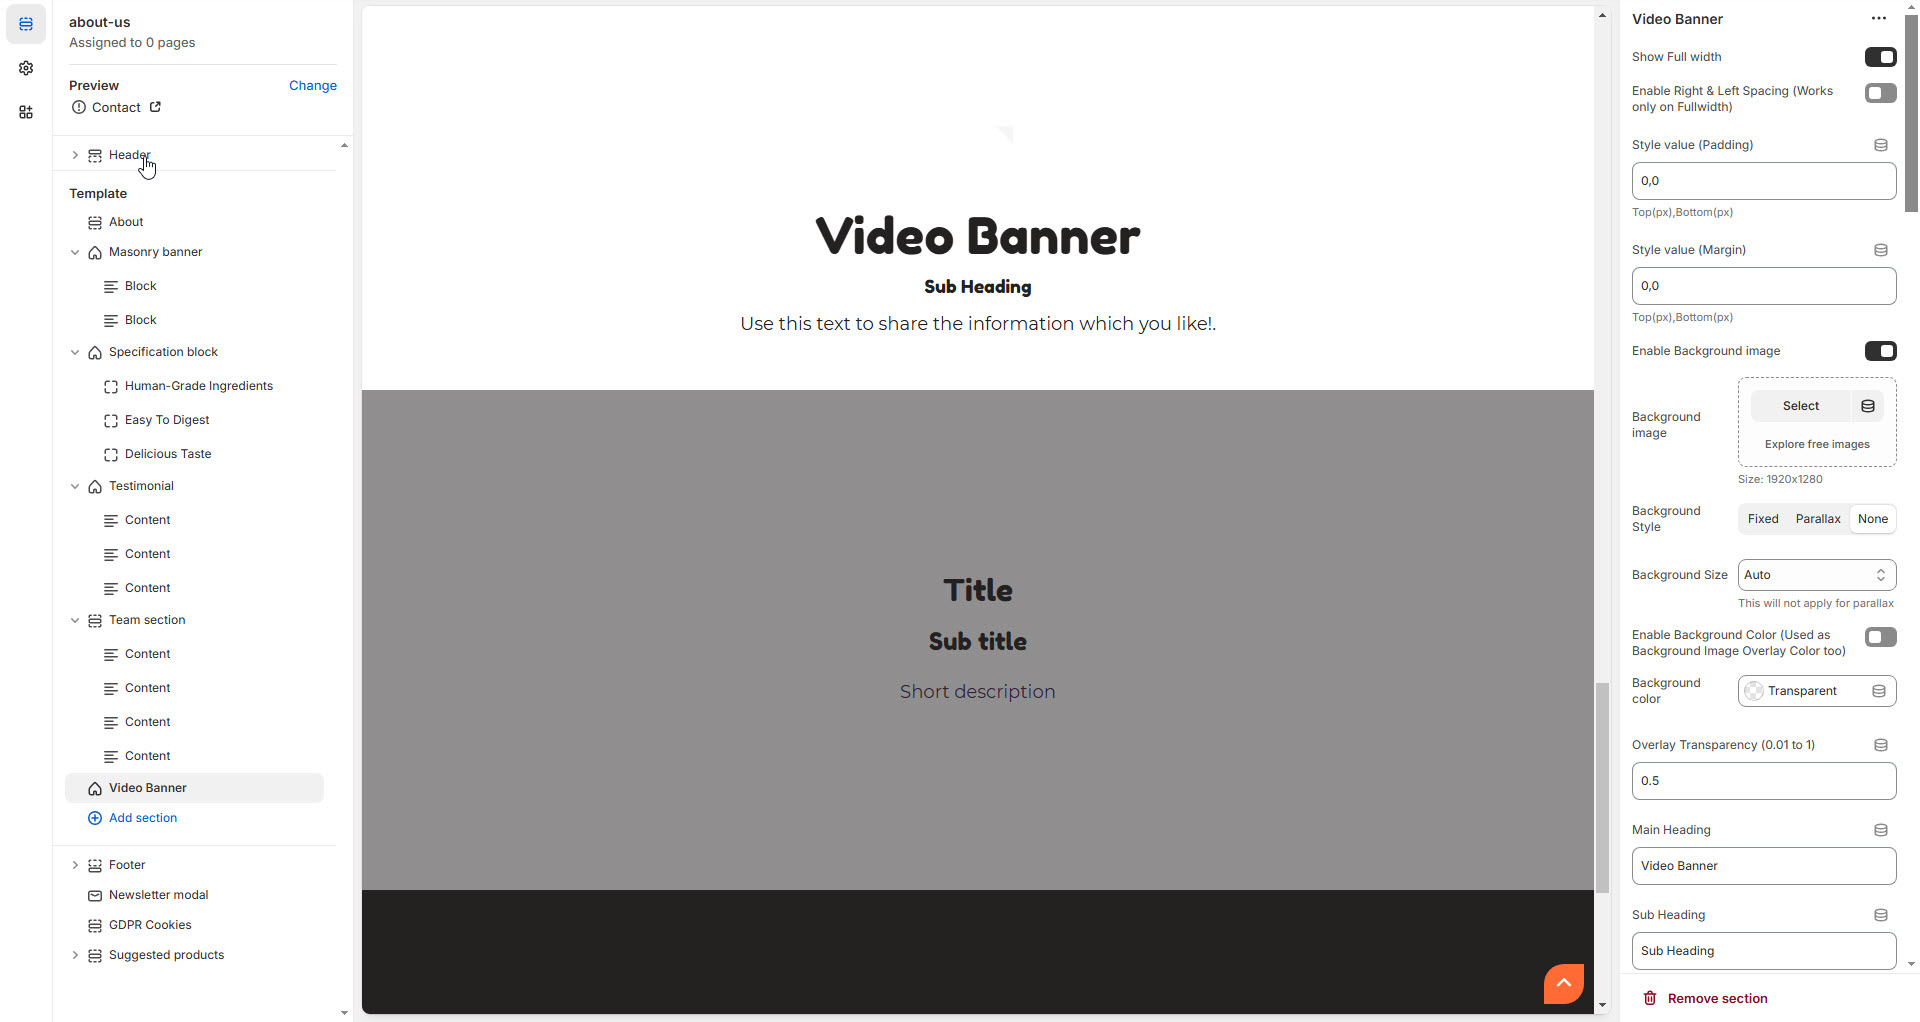 about-us
Assigned to 0 pages
Preview
Change
Contact
Header
Template
About
Masonry banner
Block
Block
Specification block
Human-Grade Ingredients
Easy To Digest
Delicious Taste
Testimonial
Content
Content
Content
Team section
Content
Content
Content
Content
Video Banner
Add section
Footer
Newsletter modal
GDPR Cookies
Suggested products
Video Banner
Sub Heading
Use this text to share the information which you like!.
Title
Sub title
Short description
Video Banner
Show Full width
Enable Right & Left Spacing (Works
only on Fullwidth)
Style value (Padding)
0,0
Top(px),Bottom(px)
Style value (Margin)
0,0
Top(px),Bottom(px)
Enable Background image
Background
image
Select
Explore free images
Size: 1920x1280
Background
Style
Fixed Parallax None
Background Size
Auto
This will not apply for parallax
Enable Background Color (Used as
Background Image Overlay Color too)
Background
color
Transparent
Overlay Transparency (0.01 to 1)
0.5
Main Heading
Video Banner
Sub Heading
Sub Heading
Remove section